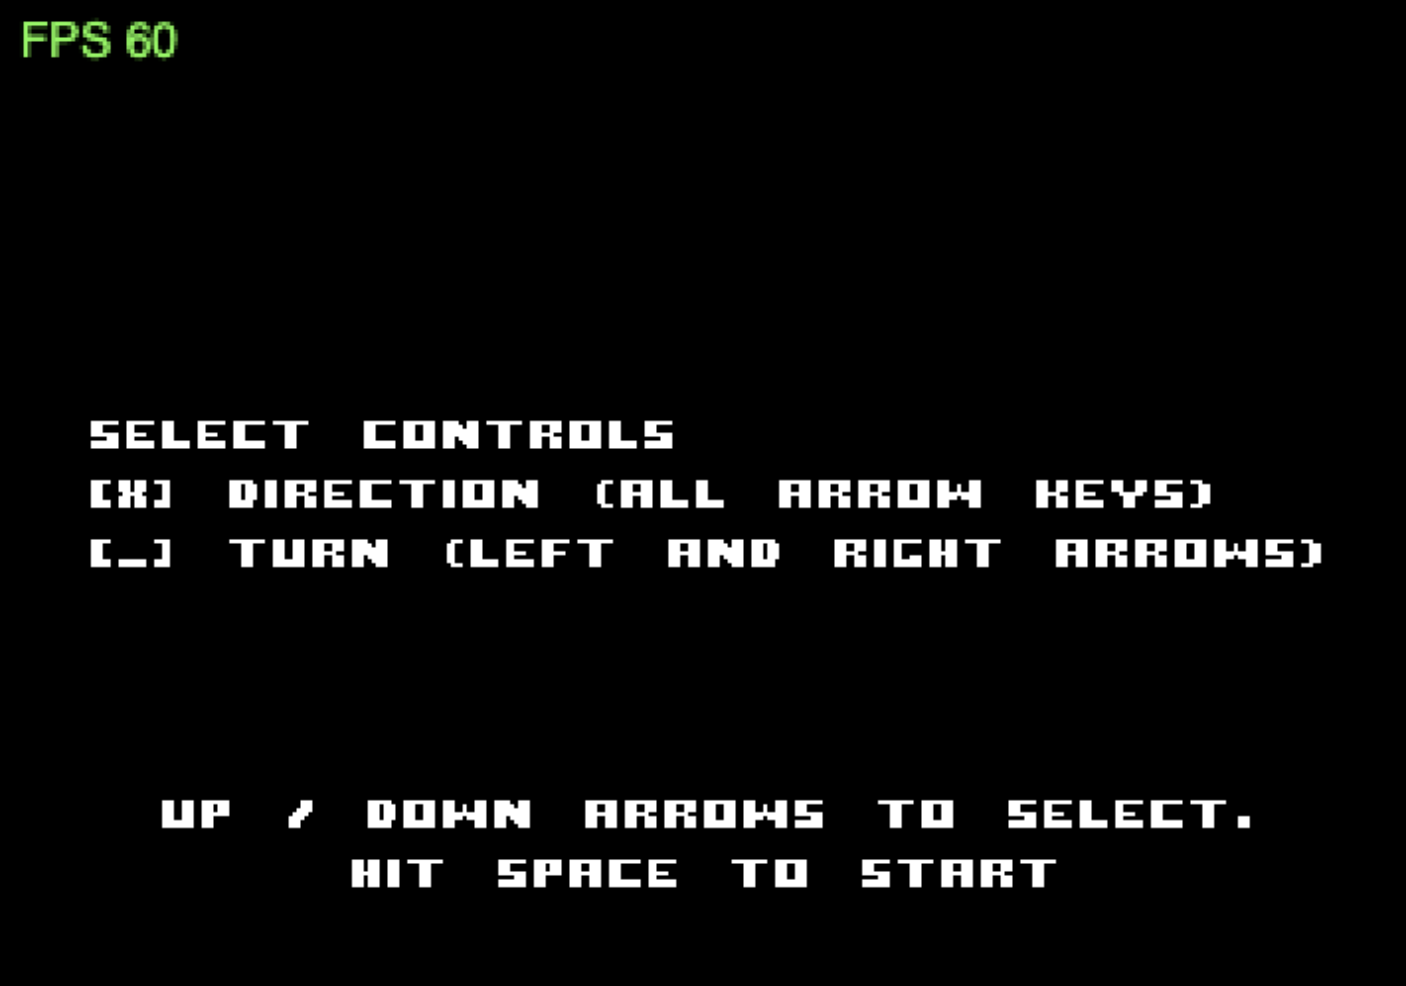 FPS 60
SELECT CONTROLS
[X] DIRECTION (ALL ARROW KEYS)
[_] TURN (LEFT AND RIGHT ARROWS)
UP / DOWN ARROWS TO SELECT.
HIT SPACE TO START